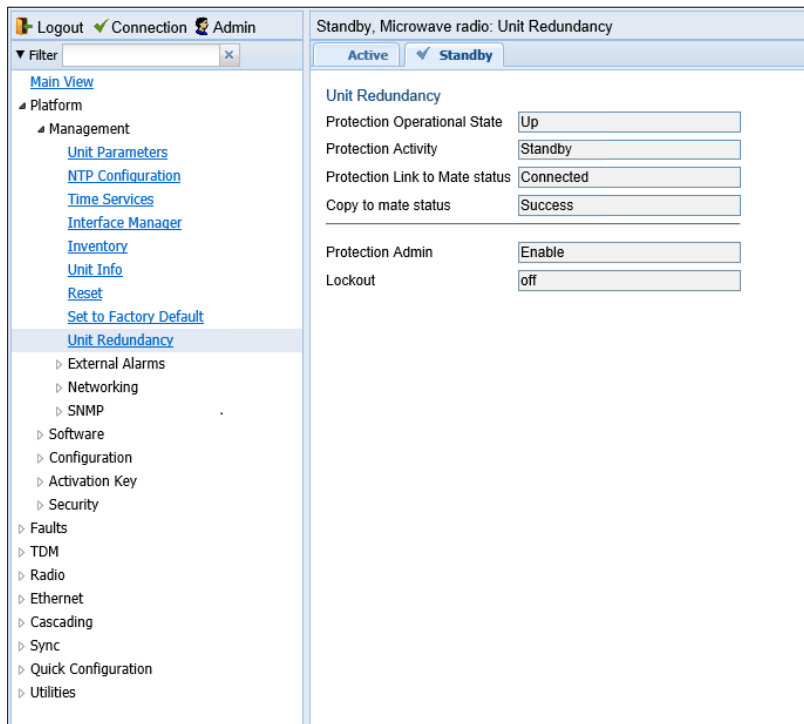 Logout Connection Admin
Filter
Main View
Platform
Management
Unit Parameters
NTP Configuration
Time Services
Interface Manager
Inventory
Unit Info
Reset
Set to Factory Default
Unit Redundancy
External Alarms
Networking
SNMP
Software
Configuration
Activation Key
Security
Faults
TDM
Radio
Ethernet
Cascading
Sync
Quick Configuration
Utilities
Standby, Microwave radio: Unit Redundancy
Active Standby
Unit Redundancy
Protection Operational State Up
Protection Activity Standby
Protection Link to Mate status Connected
Copy to mate status Success
Protection Admin Enable
Lockout off